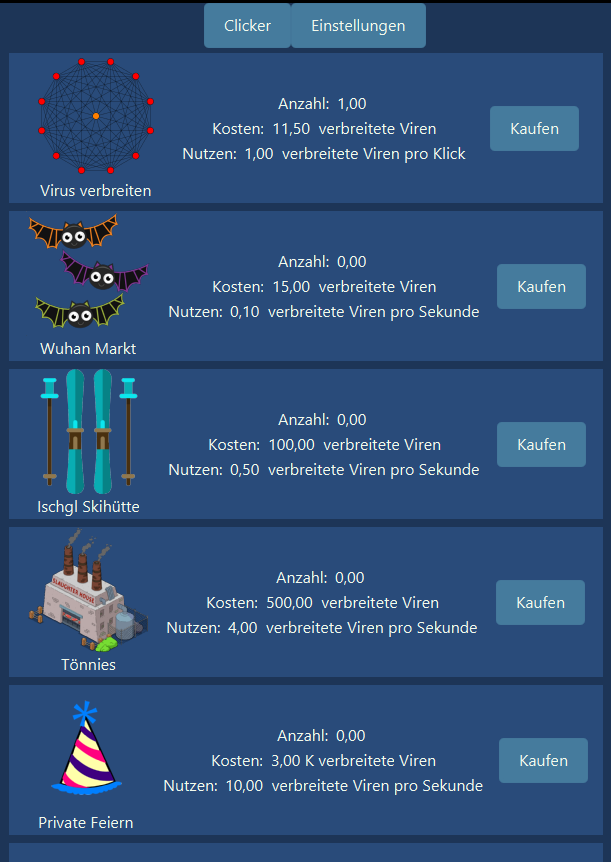 Clicker Einstellungen
Anzahl: 1,00
Kosten: 11,50 verbreitete Viren
Nutzen: 1,00 verbreitete Viren pro Klick
Kaufen
Virus verbreiten
Anzahl: 0,00
Kosten: 15,00 verbreitete Viren
Nutzen: 0,10 verbreitete Viren pro Sekunde
Kaufen
Wuhan Markt
Anzahl: 0,00
Kosten: 100,00 verbreitete Viren
Nutzen: 0,50 verbreitete Viren pro Sekunde
Kaufen
Ischgl Skihütte
SLAUGHTER HOUSE
Anzahl: 0,00
Kosten: 500,00 verbreitete Viren
Nutzen: 4,00 verbreitete Viren pro Sekunde
Kaufen
Tönnies
Anzahl: 0,00
Kosten: 3,00 K verbreitete Viren
Nutzen: 10,00 verbreitete Viren pro Sekunde
Kaufen
Private Feiern